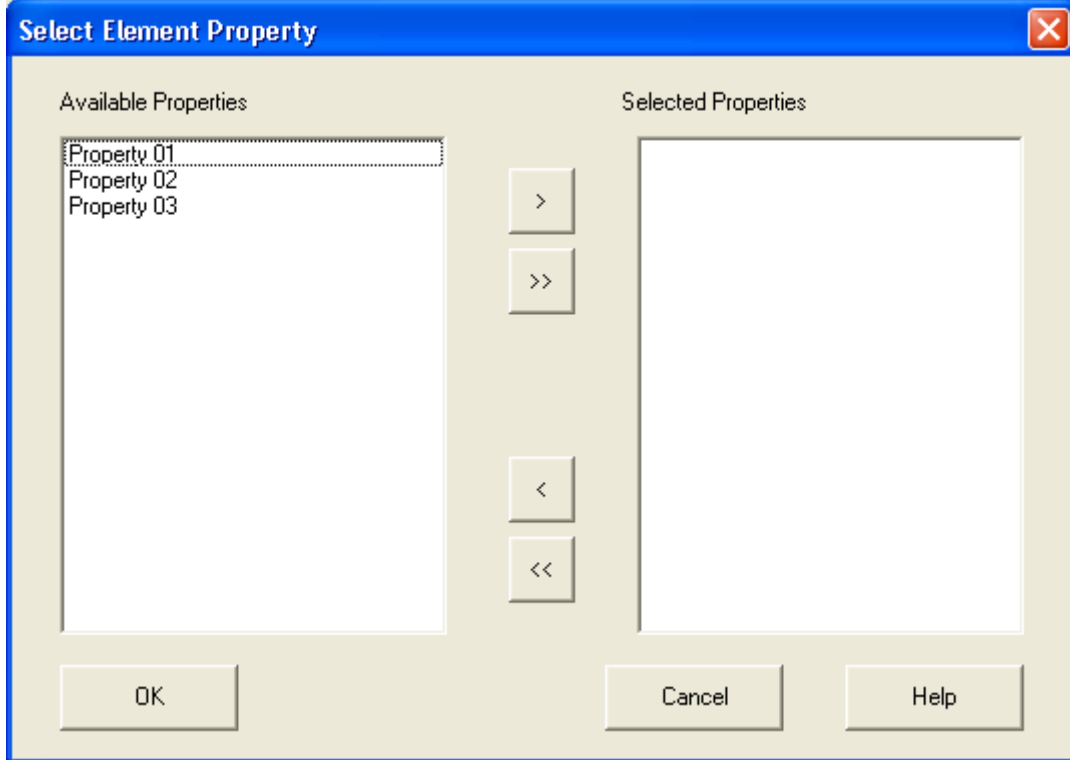 Select Element Property
Available Properties
Selected Properties
Property 01
Property 02
Property 03
>
>>
<
<<
OK
Cancel
Help